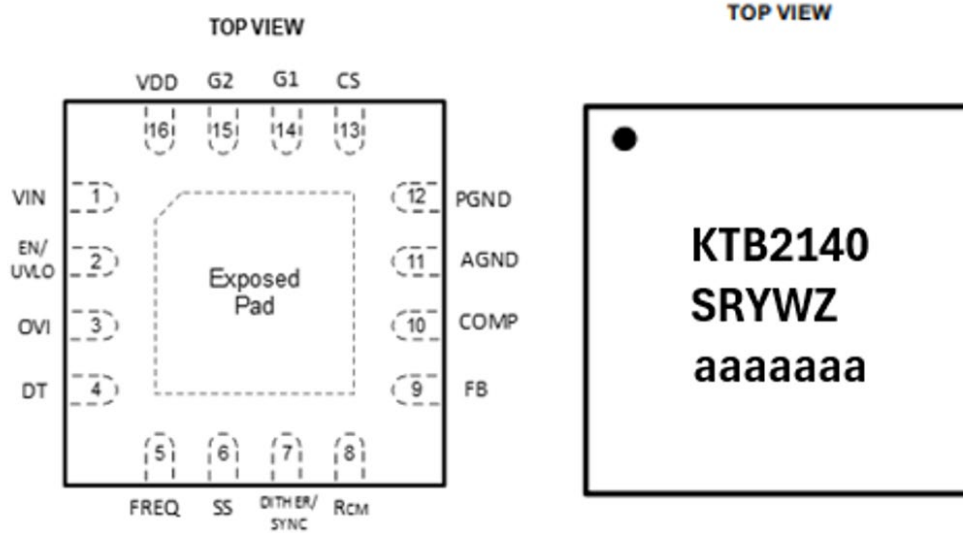 TOP VIEW
VDD G2 G1 CS
16 15 14 13
VIN 1
EN/
UVLO 2
OVI 3
DT 4
Exposed
Pad
12 PGND
11 AGND
10 COMP
9 FB
5 6 7 8
FREQ SS DITHER/
SYNC RCM
TOP VIEW
KTB2140
SRYWZ
aaaaaaa